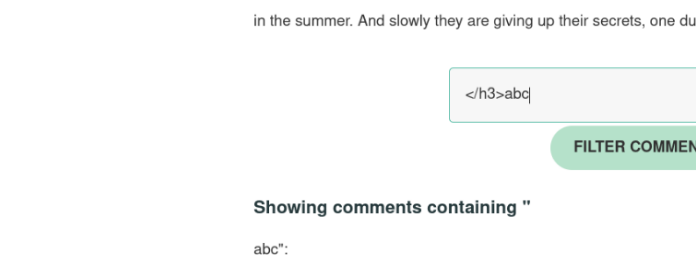 in the summer. And slowly they are giving up their secrets, one du
</h3>abc
FILTER COMMEN
Showing comments containing "
abc":